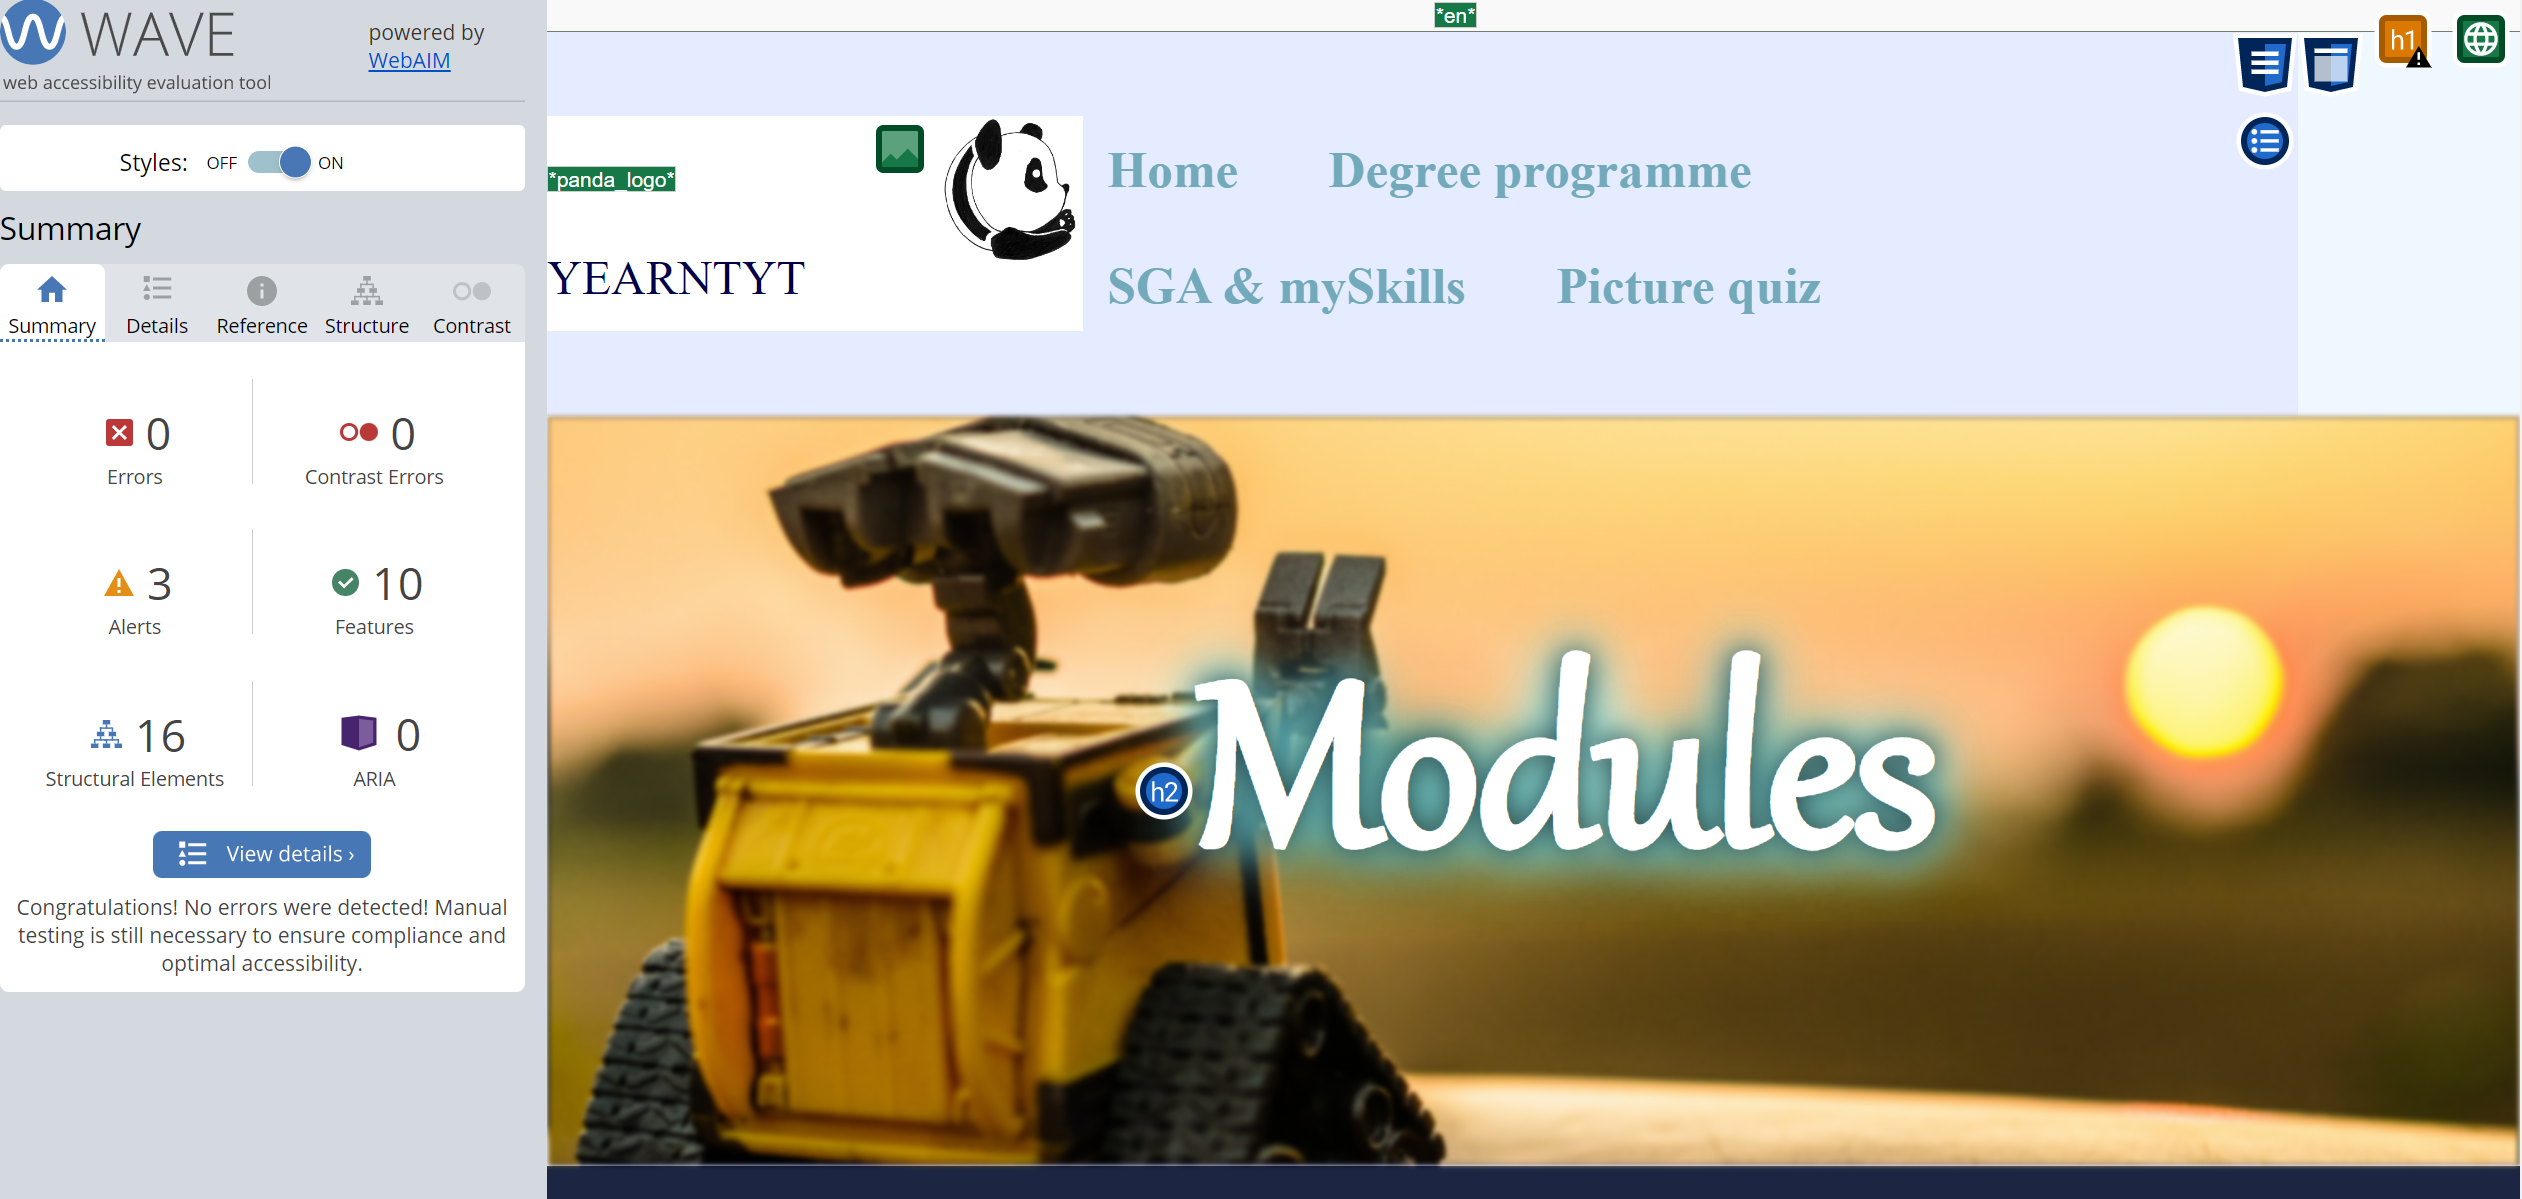 WAVE
powered by
WebAIM
web accessibility evaluation tool
Styles: OFF ON
Summary
Summary Details Reference Structure Contrast
0 0
Errors Contrast Errors
3 10
Alerts Features
16 0
Structural Elements ARIA
View details ›
Congratulations! No errors were detected! Manual
testing is still necessary to ensure compliance and
optimal accessibility.
*en*
h1
*panda_logo*
YEARNTYT
Home Degree programme
SGA & mySkills Picture quiz
h2 Modules